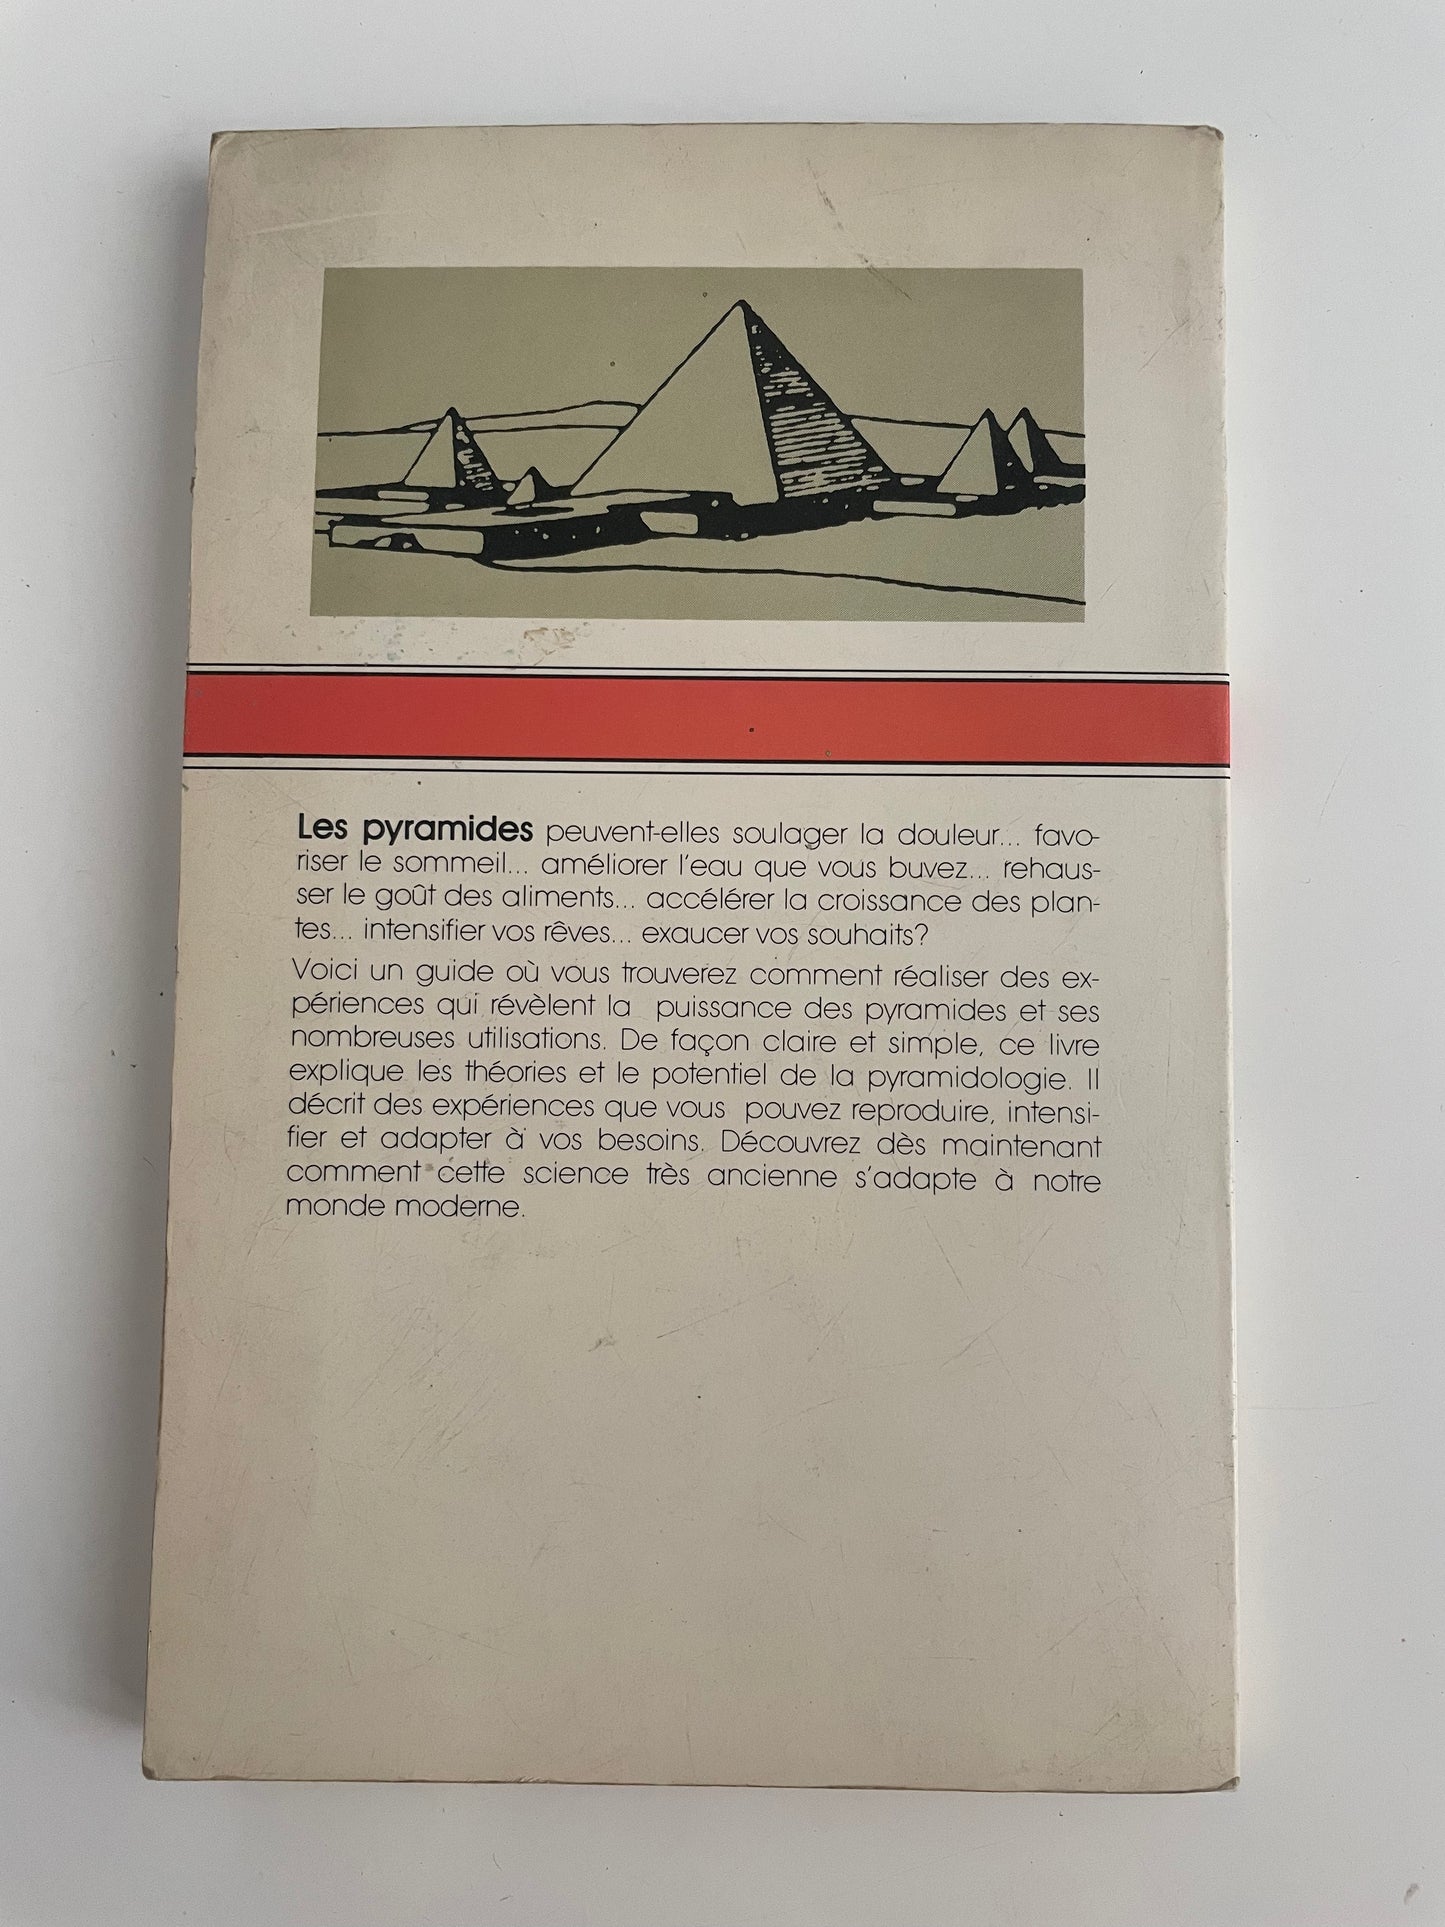 Les pyramides peuvent-elles soulager la douleur... favo-
riser le sommeil... améliorer l'eau que vous buvez... rehaus-
ser le goût des aliments... accélérer la croissance des plan-
tes... intensifier vos rêves... exaucer vos souhaits?
Voici un guide où vous trouverez comment réaliser des ex-
périences qui révèlent la puissance des pyramides et ses
nombreuses utilisations. De façon claire et simple, ce livre
explique les théories et le potentiel de la pyramidologie. Il
décrit des expériences que vous pouvez reproduire, intensi-
fier et adapter à vos besoins. Découvrez dès maintenant
comment cette science très ancienne s'adapte à notre
monde moderne.